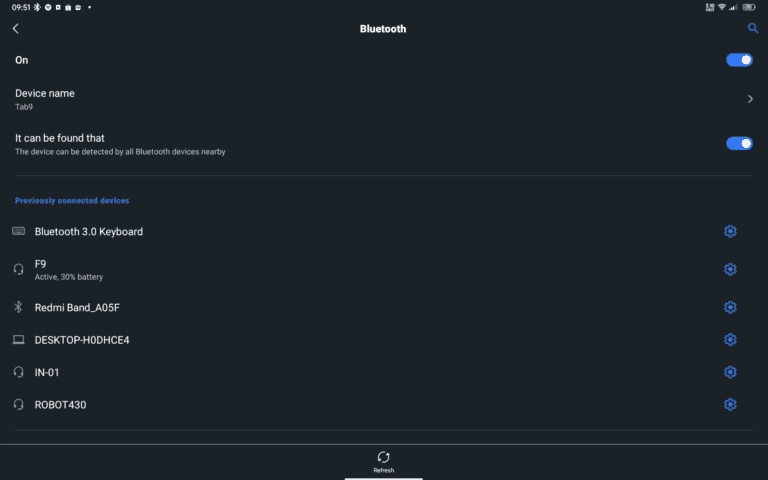 09:51
Bluetooth
On
Device name
Tab9
It can be found that
The device can be detected by all Bluetooth devices nearby
Previously connected devices
Bluetooth 3.0 Keyboard
F9
Active, 30% battery
Redmi Band_A05F
DESKTOP-H0DHCE4
IN-01
ROBOT430
Refresh